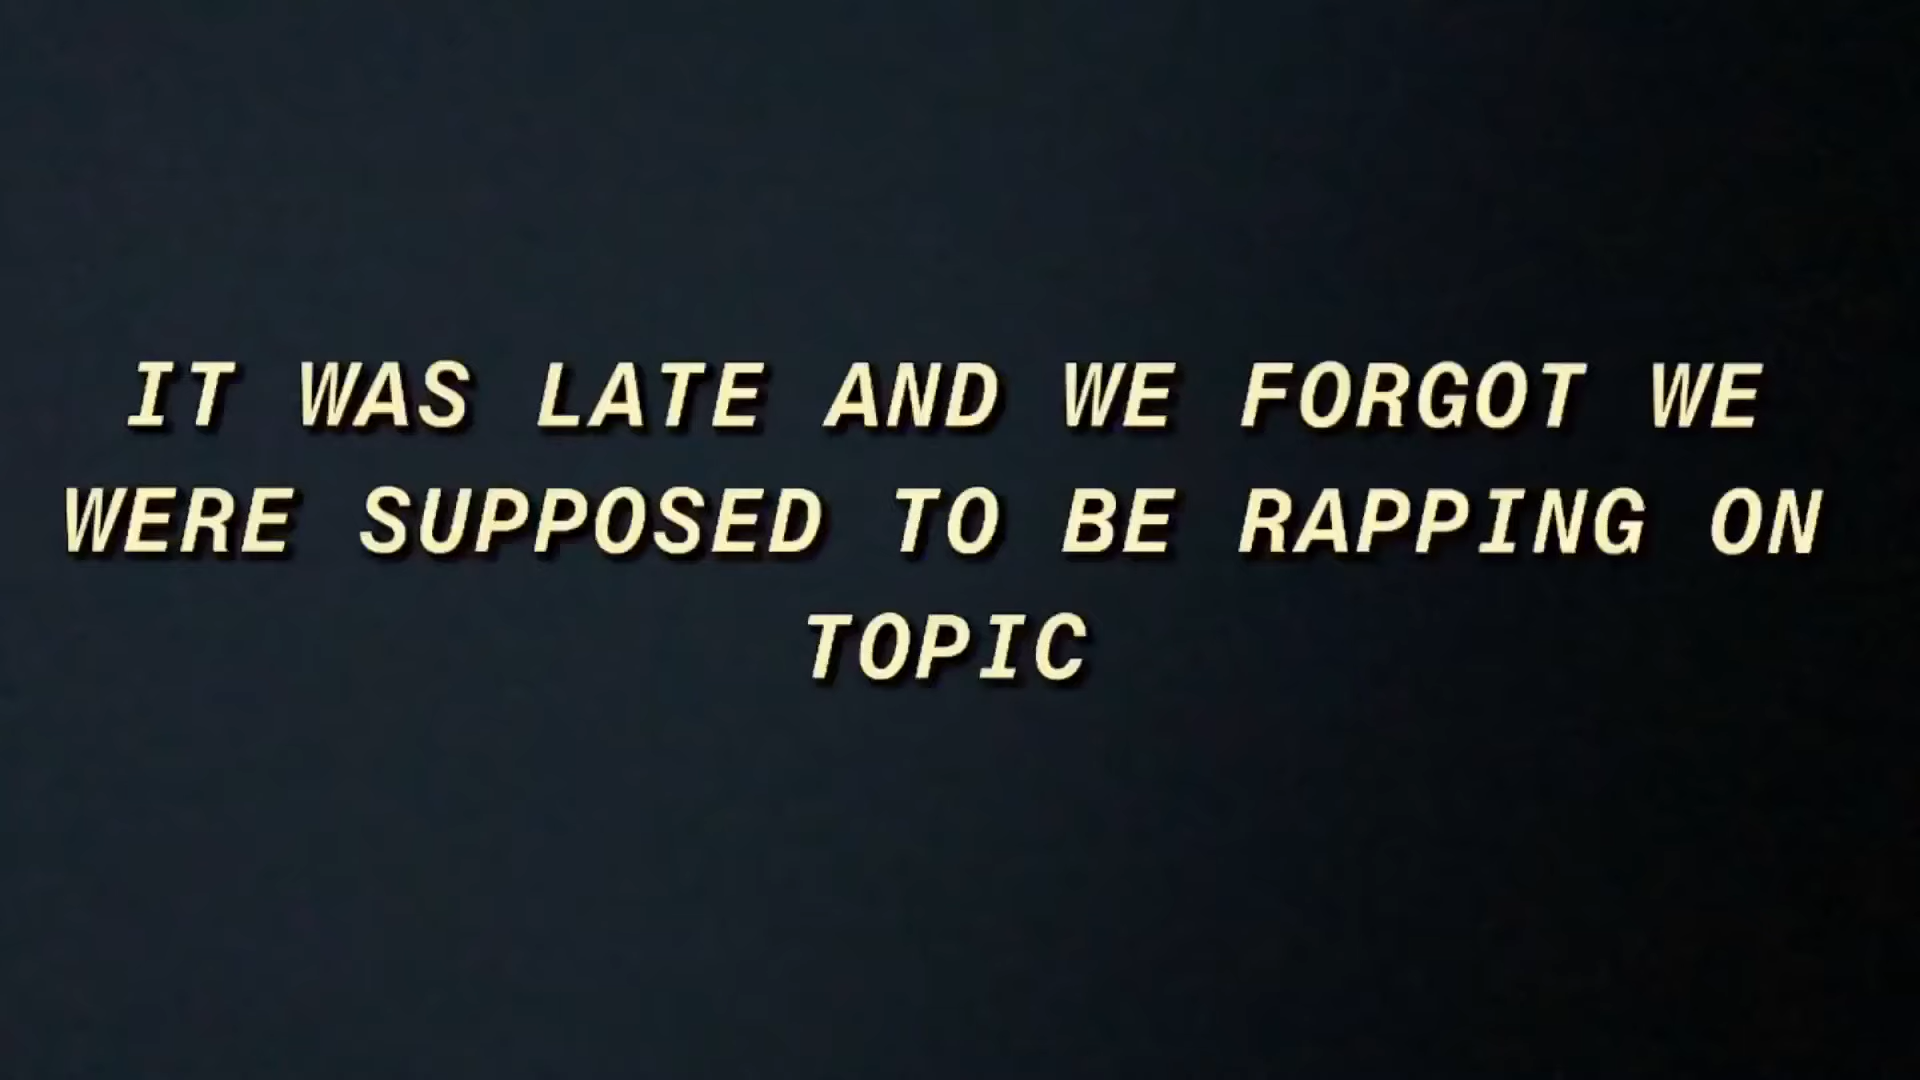 IT WAS LATE AND WE FORGOT WE
WERE SUPPOSED TO BE RAPPING ON
TOPIC